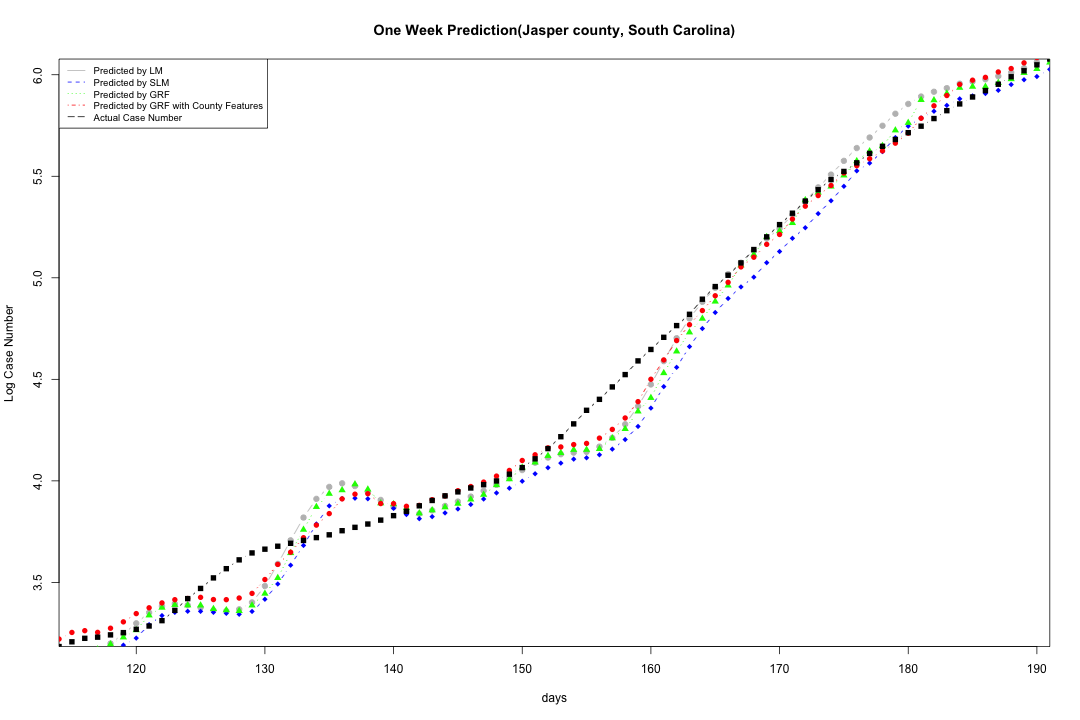 One Week Prediction(Jasper county, South Carolina)
Predicted by LM
Predicted by SLM
Predicted by GRF
Predicted by GRF with County Features
Actual Case Number
6.0
5.5
5.0
4.5
4.0
3.5
Log Case Number
120 130 140 150 160 170 180 190
days